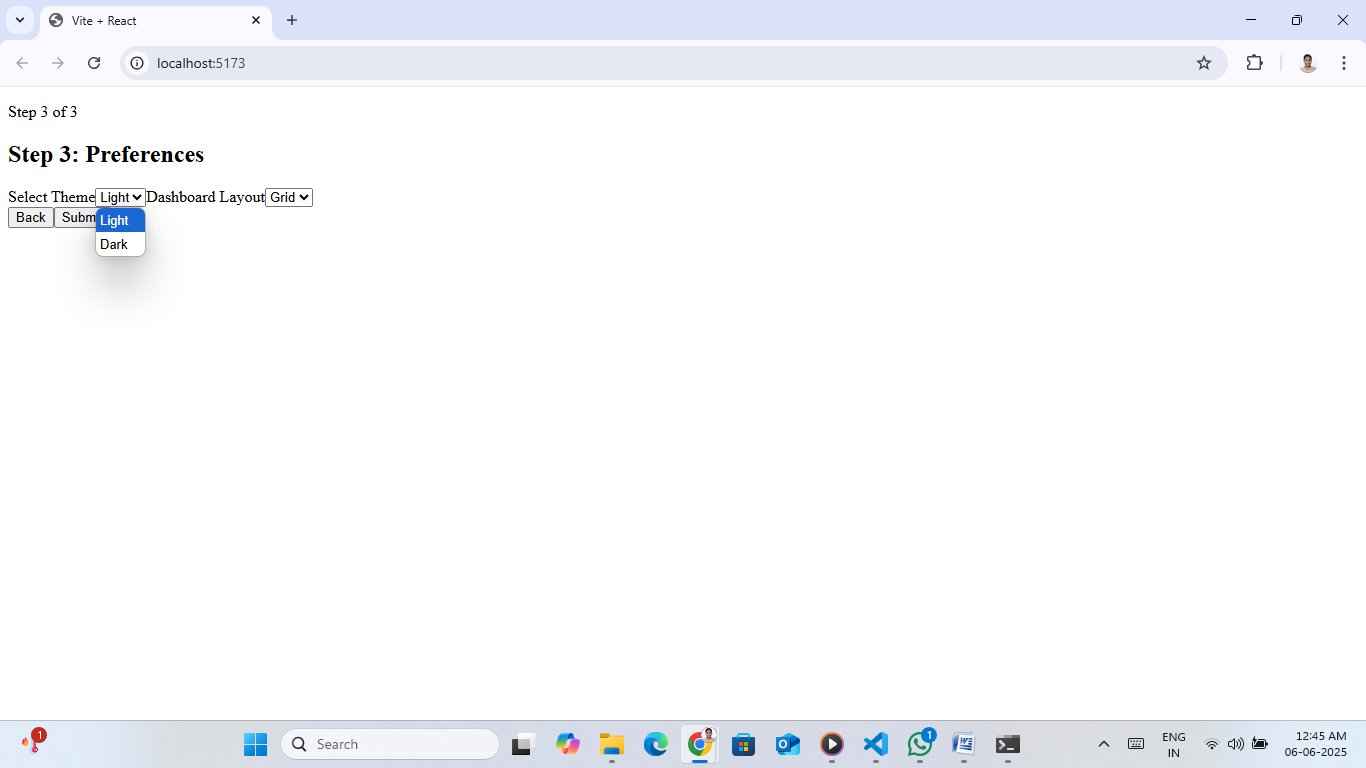 Vite + React
localhost:5173
Step 3 of 3
Step 3: Preferences
Select Theme Light Dashboard Layout Grid
Back Subm
Light
Dark
1
Search
1
ENG
IN
12:45 AM
06-06-2025